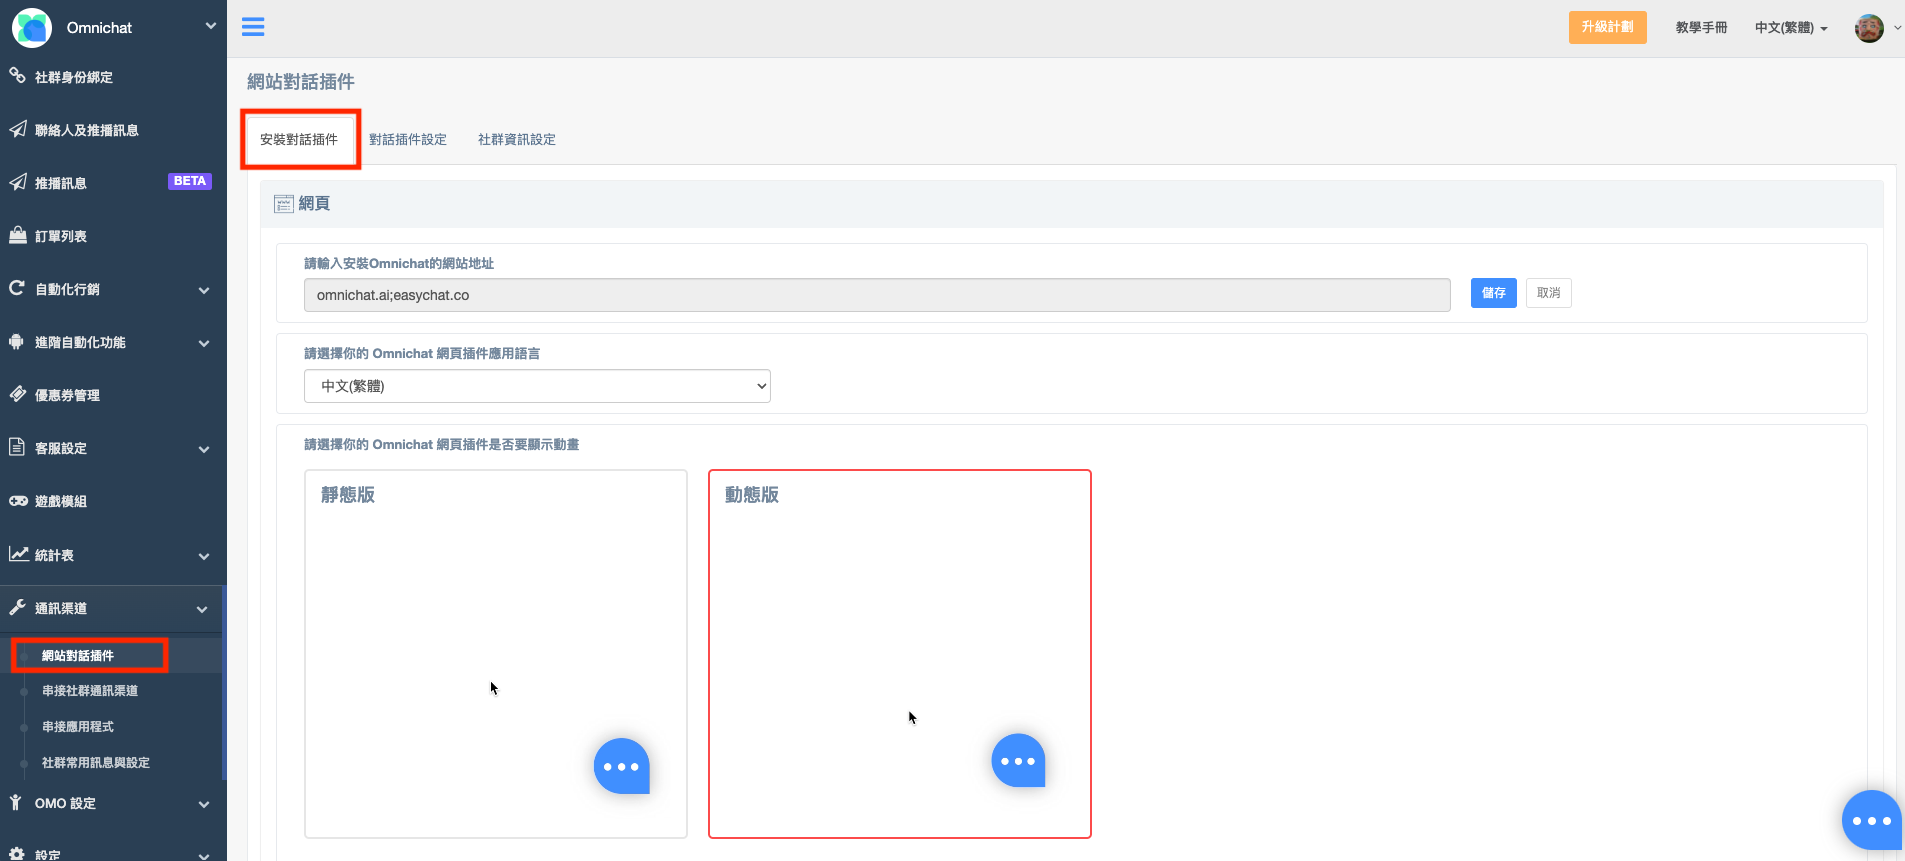 Omnichat
社群身份綁定
聯絡人及推播訊息
推播訊息
BETA
訂單列表
自動化行銷
進階自動化功能
優惠券管理
客服設定
遊戲模組
統計表
通訊渠道
網站對話插件
串接社群通訊渠道
串接應用程式
社群常用訊息與設定
OMO 設定
設定
升級計劃
教學手冊
中文(繁體)
網站對話插件
安裝對話插件
對話插件設定
社群資訊設定
網頁
請輸入安裝Omnichat的網站地址
omnichat.ai;easychat.co
儲存
取消
請選擇你的 Omnichat 網頁插件應用語言
中文(繁體)
請選擇你的 Omnichat 網頁插件是否要顯示動畫
靜態版
動態版